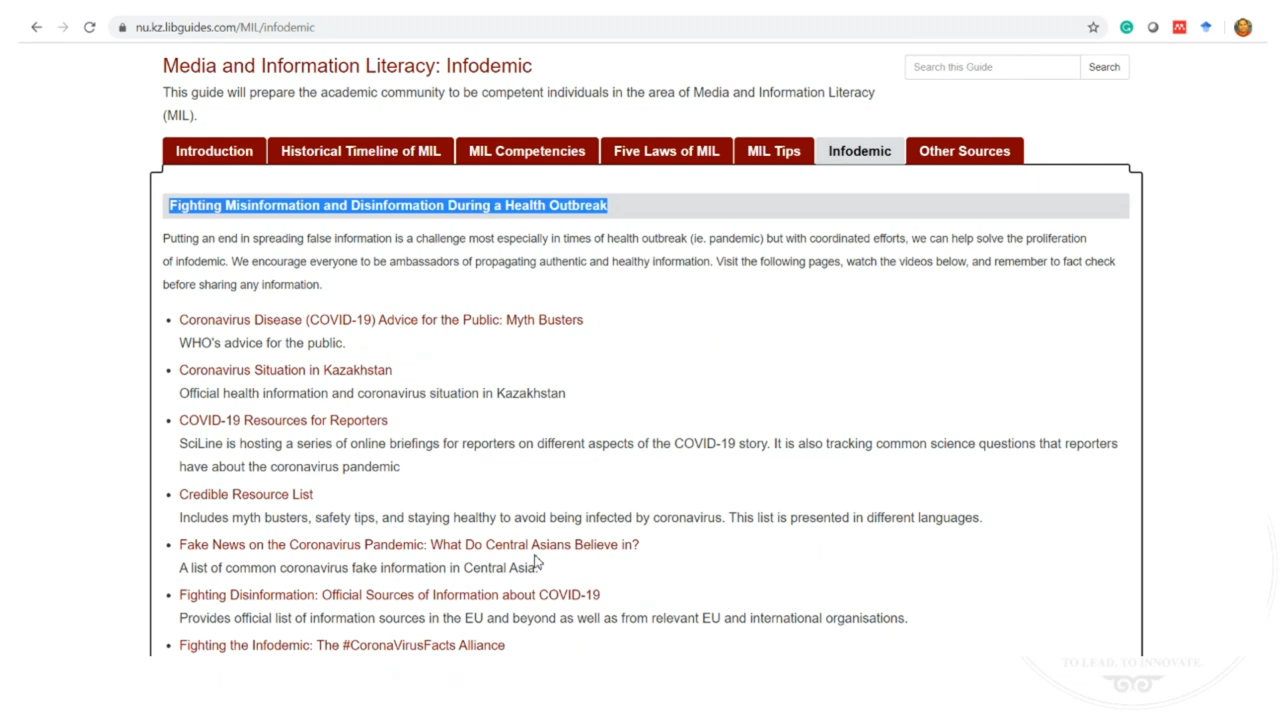 nu.kz.libguides.com/MIL/infodemic
Media and Information Literacy: Infodemic
Search this Guide
Search
This guide will prepare the academic community to be competent individuals in the area of Media and Information Literacy
(MIL).
Introduction
Historical Timeline of MIL
MIL Competencies
Five Laws of MIL
MIL Tips
Infodemic
Other Sources
Fighting Misinformation and Disinformation During a Health Outbreak
Putting an end in spreading false information is a challenge most especially in times of health outbreak (ie. pandemic) but with coordinated efforts, we can help solve the proliferation
of infodemic. We encourage everyone to be ambassadors of propagating authentic and healthy information. Visit the following pages, watch the videos below, and remember to fact check
before sharing any information.
• Coronavirus Disease (COVID-19) Advice for the Public: Myth Busters
WHO's advice for the public.
• Coronavirus Situation in Kazakhstan
Official health information and coronavirus situation in Kazakhstan
• COVID-19 Resources for Reporters
SciLine is hosting a series of online briefings for reporters on different aspects of the COVID-19 story. It is also tracking common science questions that reporters
have about the coronavirus pandemic
• Credible Resource List
Includes myth busters, safety tips, and staying healthy to avoid being infected by coronavirus. This list is presented in different languages.
• Fake News on the Coronavirus Pandemic: What Do Central Asians Believe in?
A list of common coronavirus fake information in Central Asia.
• Fighting Disinformation: Official Sources of Information about COVID-19
Provides official list of information sources in the EU and beyond as well as from relevant EU and international organisations.
• Fighting the Infodemic: The #CoronaVirusFacts Alliance
TO LEAD. TO INNOVATE.